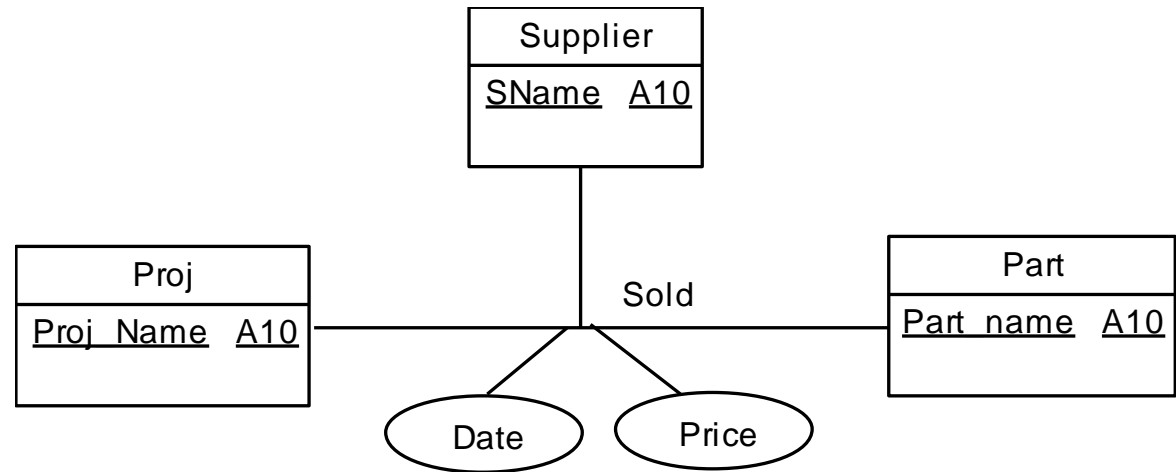 Supplier
SName A10
Proj
Proj_Name A10
Sold
Part
Part_name A10
Date
Price